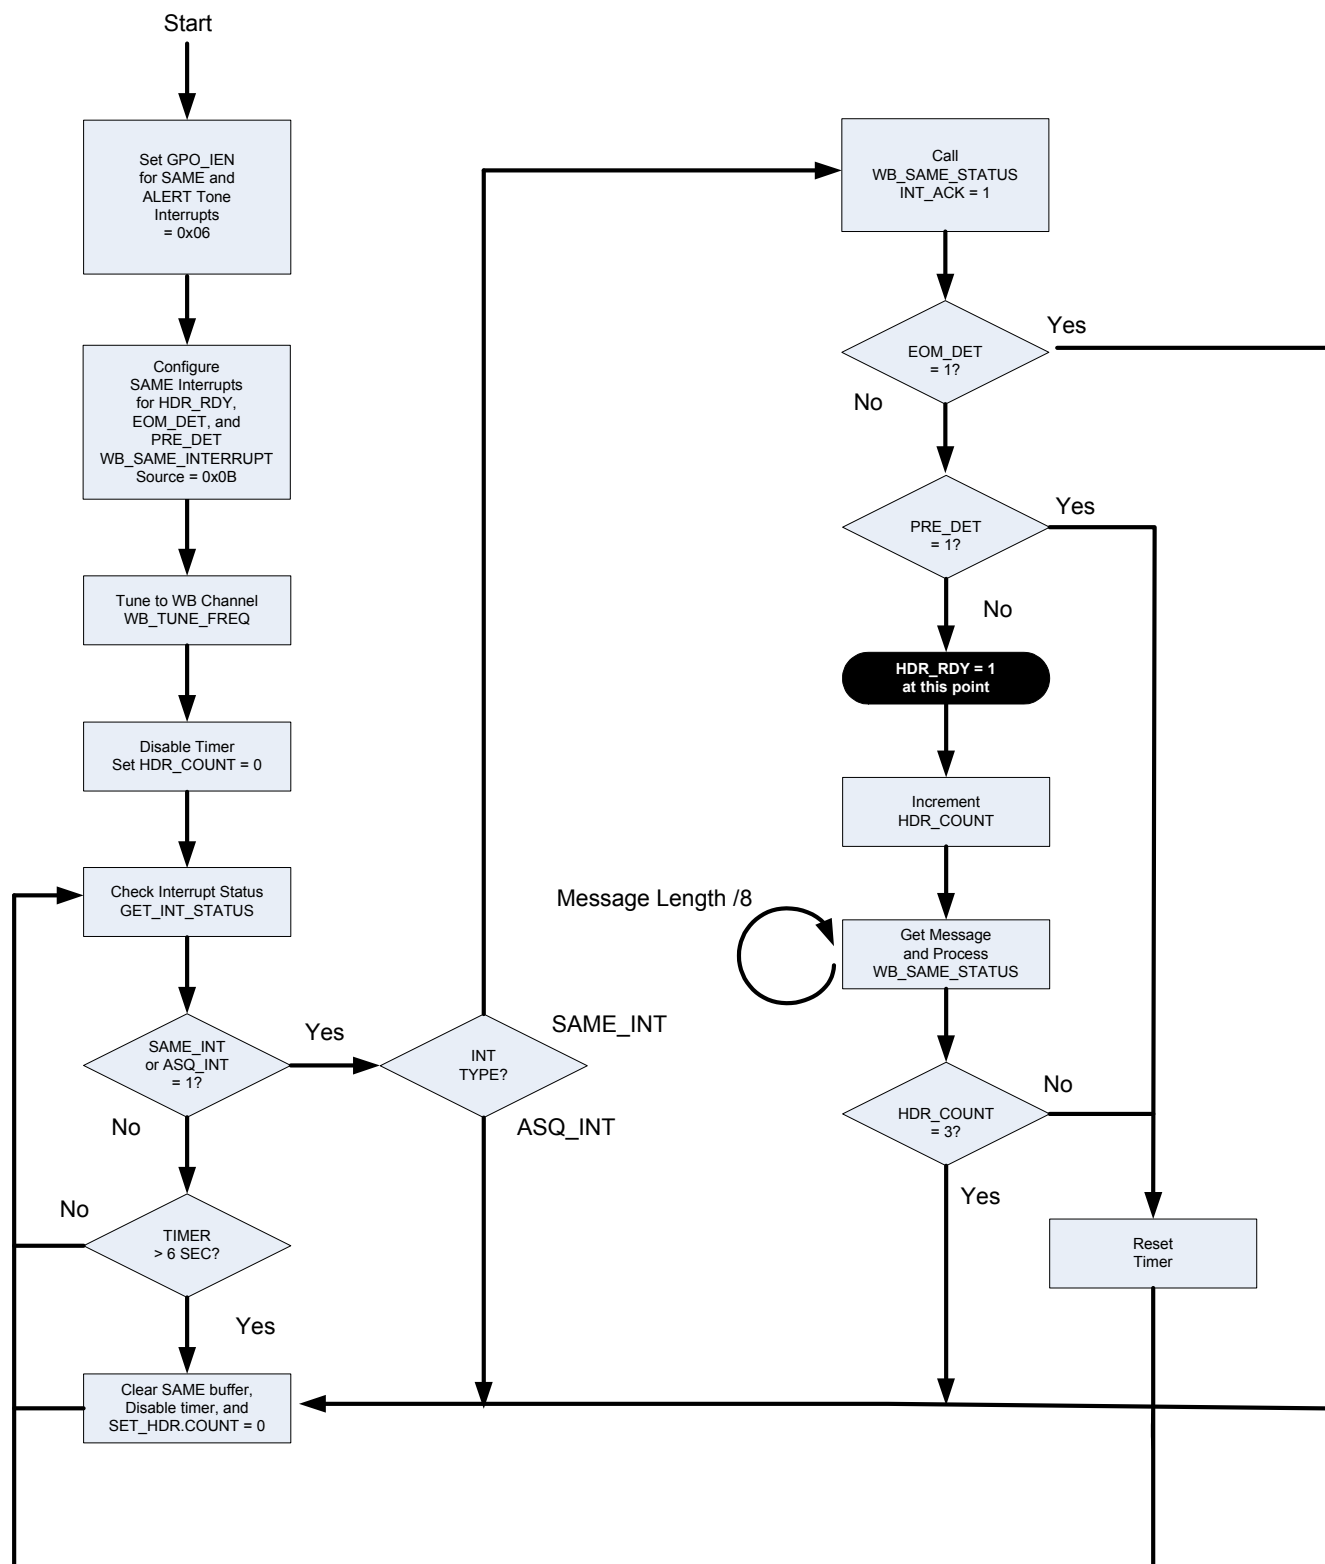 Start
Set GPO_IEN
for SAME and
ALERT Tone
Interrupts
= 0x06
Configure
SAME Interrupts
for HDR_RDY,
EOM_DET, and
PRE_DET
WB_SAME_INTERRUPT
Source = 0x0B
Tune to WB Channel
WB_TUNE_FREQ
Disable Timer
Set HDR_COUNT = 0
Check Interrupt Status
GET_INT_STATUS
SAME_INT
or ASQ_INT
= 1?
Yes
No
TIMER
> 6 SEC?
No
Yes
Clear SAME buffer,
Disable timer, and
SET_HDR.COUNT = 0
INT
TYPE?
SAME_INT
ASQ_INT
Call
WB_SAME_STATUS
INT_ACK = 1
EOM_DET
= 1?
Yes
No
PRE_DET
= 1?
Yes
No
HDR_RDY = 1
at this point
Increment
HDR_COUNT
Message Length /8
Get Message
and Process
WB_SAME_STATUS
HDR_COUNT
= 3?
No
Yes
Reset
Timer